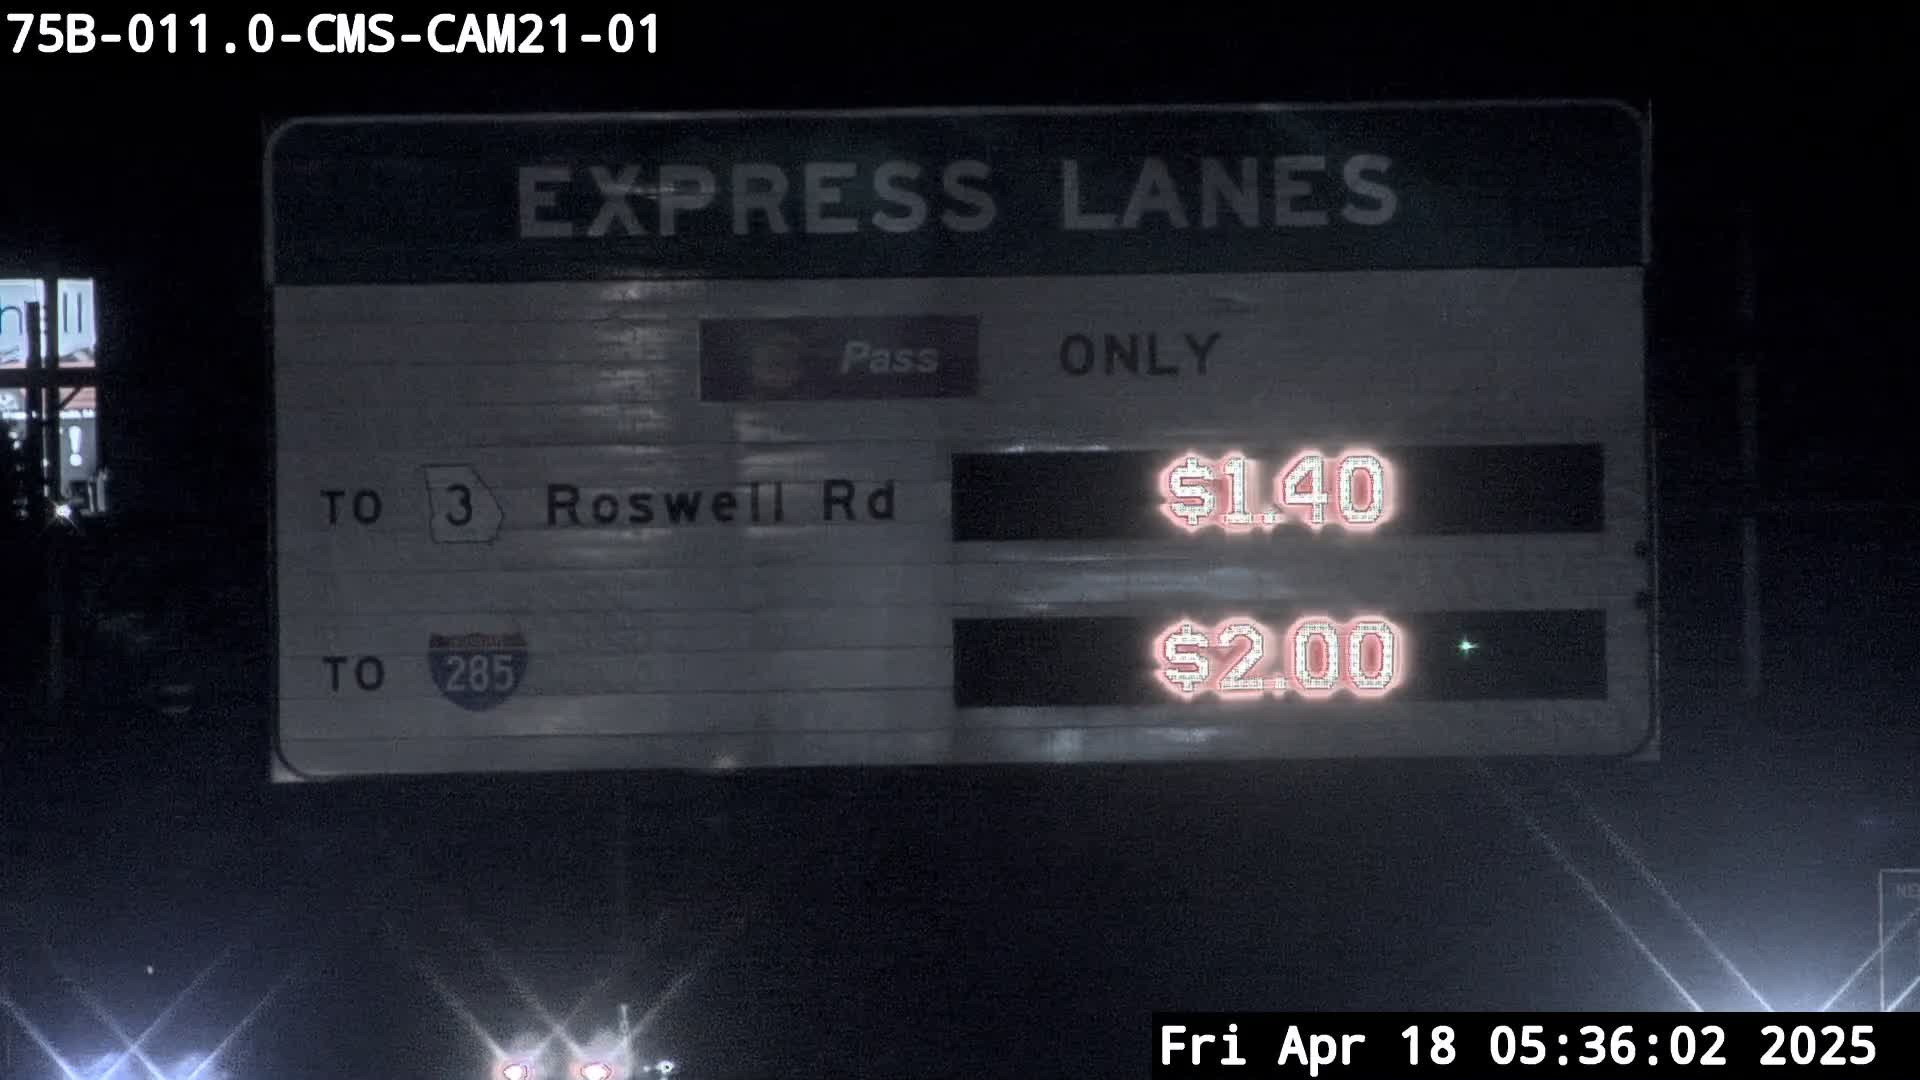 75B-011.0-CMS-CAM21-01
EXPRESS LANES
Pass ONLY
TO 3 Roswell Rd $1.40
TO 285 $2.00
Fri Apr 18 05:36:02 2025